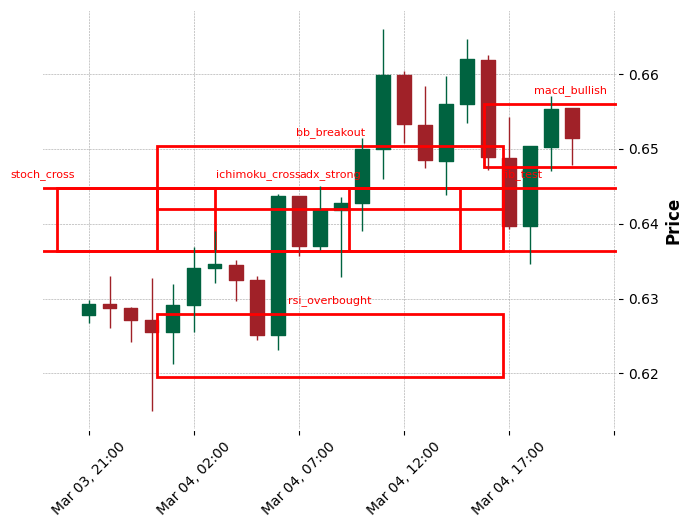 0.66
macd_bullish
0.65
bb_breakout
stoch_cross
ichimoku_cross
adx_strong
0.64
Price
0.63
rsi_overbought
0.62
Mar 03, 21:00
Mar 04, 02:00
Mar 04, 07:00
Mar 04, 12:00
Mar 04, 17:00